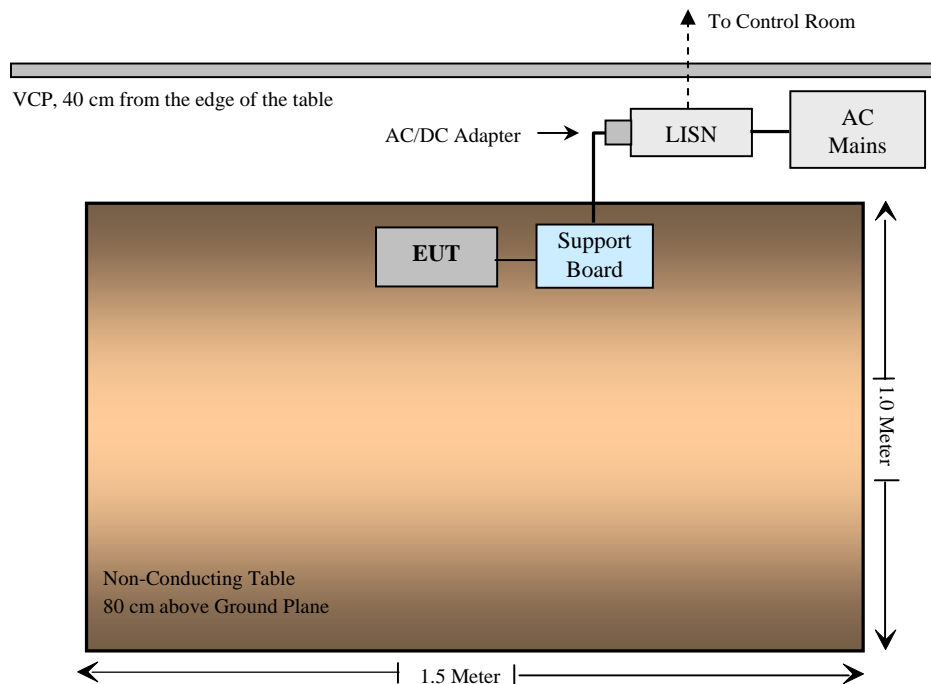 To Control Room
VCP, 40 cm from the edge of the table
AC/DC Adapter
LISN
AC
Mains
EUT
Support
Board
1.0 Meter
Non-Conducting Table
80 cm above Ground Plane
1.5 Meter